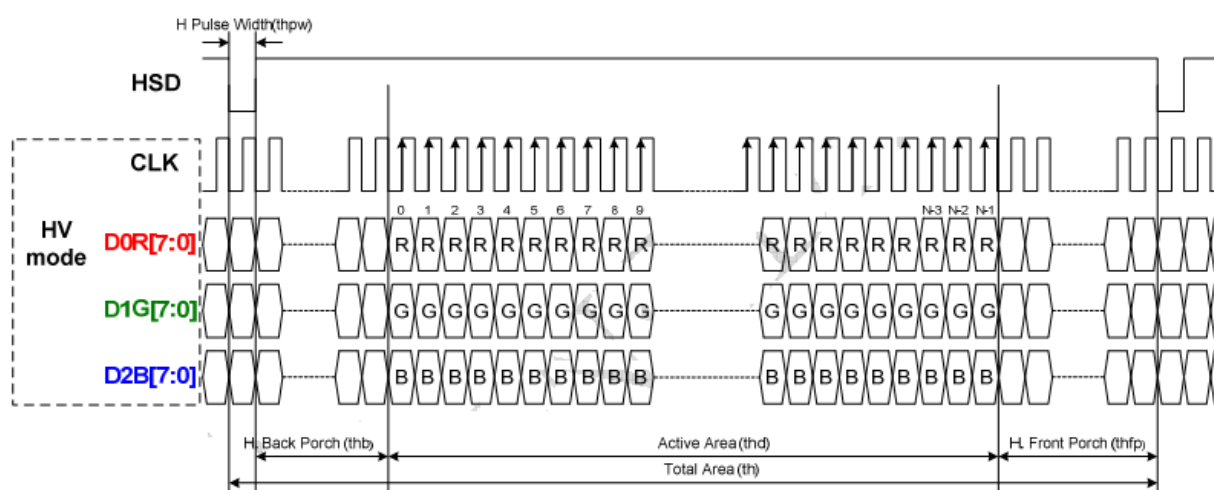 H Pulse Width(thpw)
HSD
CLK
0 1 2 3 4 5 6 7 8 9 N-3 N-2 N-1
HV
mode
D0R[7:0] R R R R R R R R R R R R R R R R R R R
D1G[7:0] G G G G G G G G G G G G G G G G G G G
D2B[7:0] B B B B B B B B B B B B B B B B B B B
H. Back Porch (thb) Active Area (thd) H. Front Porch (thfp)
Total Area (th)